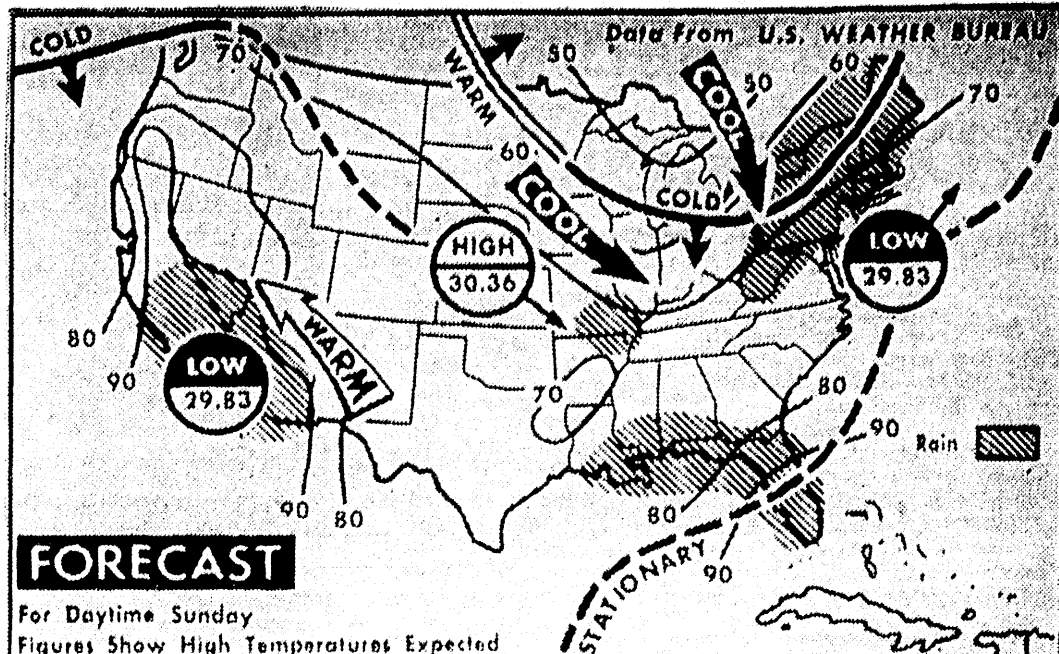 Data From U.S. WEATHER BUREAU
COLD
70
WARM
50
COOL
50
60
70
60
COOL
COLD
HIGH
30.36
LOW
29.83
80
90
LOW
29.83
WARM
70
80
90
Rain
90
80
80
90
STATIONARY
FORECAST
For Daytime Sunday
Figures Show High Temperatures Expected